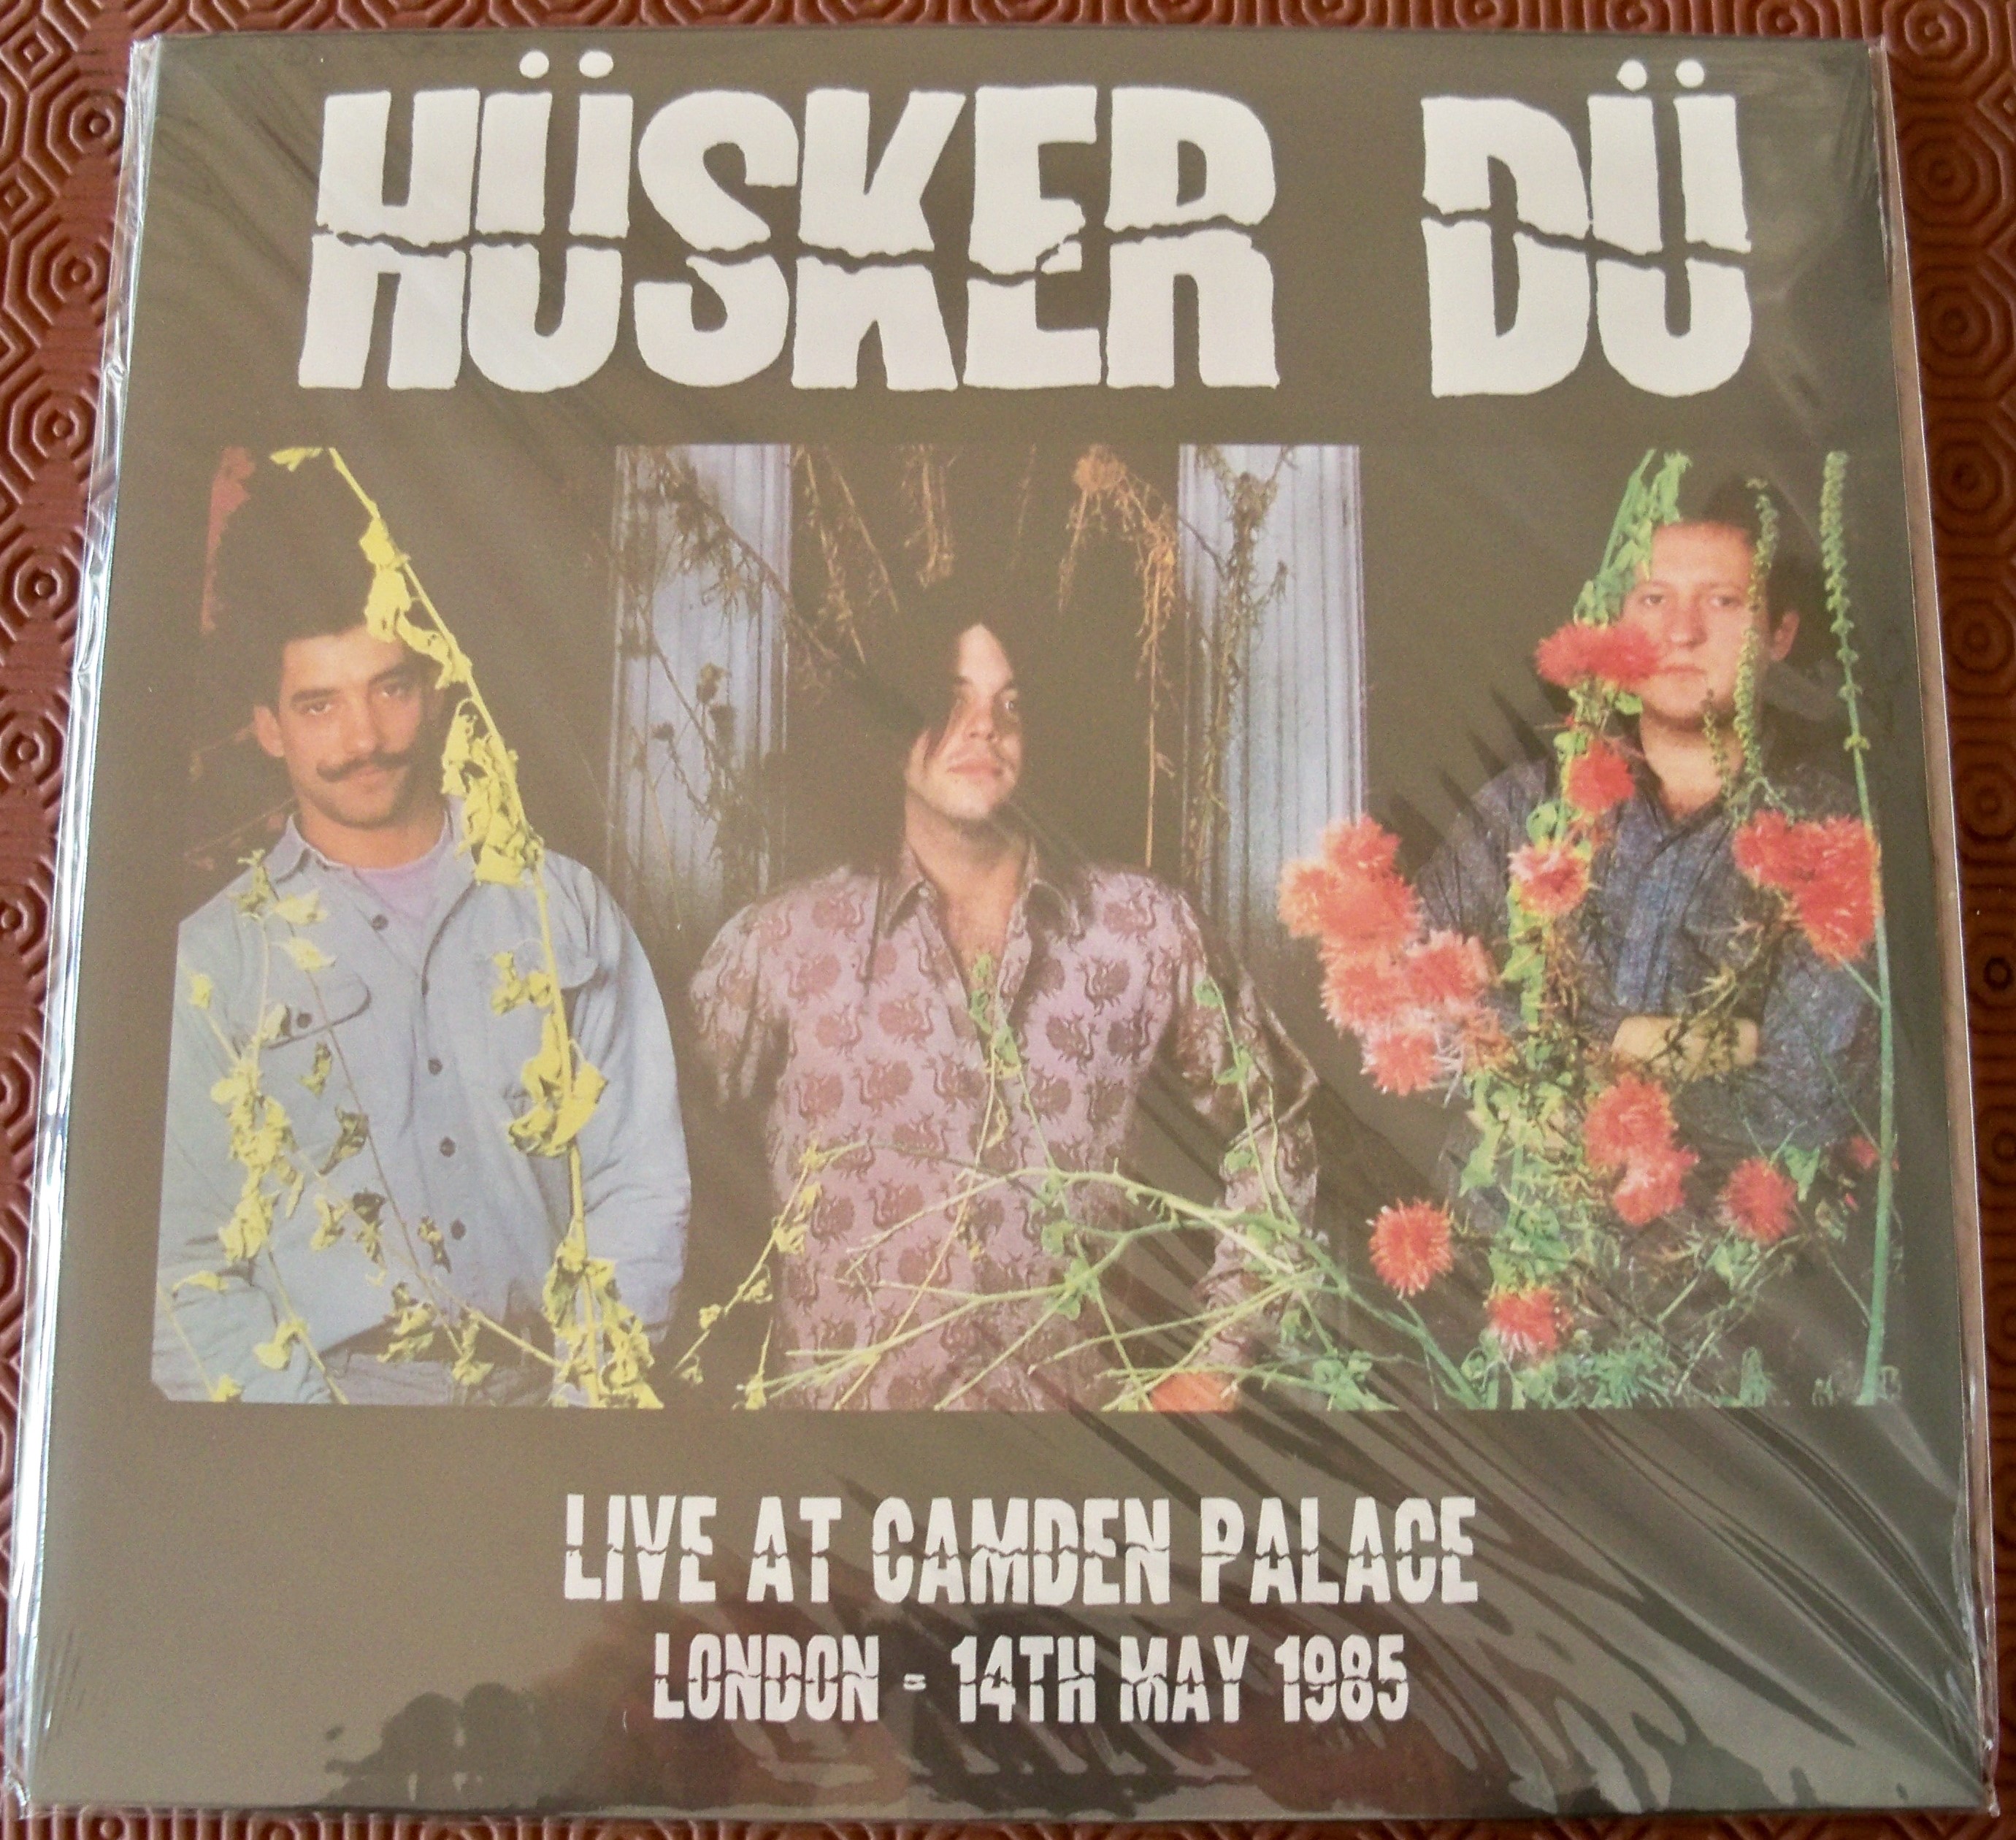 HÜSKER DÜ
LIVE AT CAMDEN PALACE
LONDON - 14TH MAY 1985